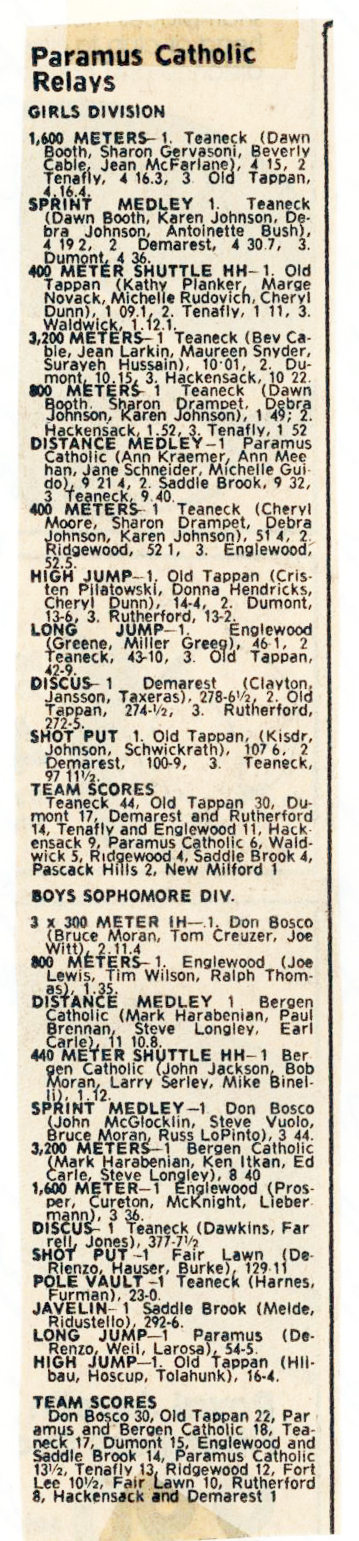 Paramus Catholic
Relays
GIRLS DIVISION
1,600 METERS—1. Teaneck (Dawn
Booth, Sharon Gervasoni, Beverly
Cable, Jean McFarlane), 4 15, 2
Tenafly, 4 16.3, 3 Old Tappan,
4.16.4.
SPRINT MEDLEY 1. Teaneck
(Dawn Booth, Karen Johnson, De-
bra Johnson, Antoinette Bush),
4 19 2, 2 Demarest, 4 30.7, 3.
Dumont, 4 36.
400 METER SHUTTLE HH—1. Old
Tappan (Kathy Planker, Marge
Novack, Michelle Rudovich, Cheryl
Dunn), 1 09.1, 2. Tenafly, 1 11, 3.
Waldwick, 1.12.1.
3,200 METERS—1 Teaneck (Bev Ca-
ble, Jean Larkin, Maureen Snyder,
Surayeh Hussain), 10·01, 2. Du-
mont, 10.15, 3. Hackensack, 10 22.
800 METERS—1 Teaneck (Dawn
Booth, Sharon Drampet, Debra
Johnson, Karen Johnson), 1 49; 2.
Hackensack, 1.52, 3. Tenafly, 1 52
DISTANCE MEDLEY—1 Paramus
Catholic (Ann Kraemer, Ann Mee
han, Jane Schneider, Michelle Gui-
do), 9 21 4, 2. Saddle Brook, 9 32,
3 Teaneck, 9.40.
400 METERS—1 Teaneck (Cheryl
Moore, Sharon Drampet, Debra
Johnson, Karen Johnson), 51 4, 2.
Ridgewood, 52 1, 3. Englewood,
52.5.
HIGH JUMP—1. Old Tappan (Cris-
ten Pilatowski, Donna Hendricks,
Cheryl Dunn), 14-4, 2. Dumont,
13-6, 3. Rutherford, 13-2.
LONG JUMP—1. Englewood
(Greene, Miller Greeg), 46 1, 2
Teaneck, 43-10, 3. Old Tappan,
42-9.
DISCUS—1 Demarest (Clayton,
Jansson, Taxeras), 278-6½, 2. Old
Tappan, 274-½, 3. Rutherford,
272-5.
SHOT PUT 1. Old Tappan, (Kisdr,
Johnson, Schwickrath), 107 6, 2
Demarest, 100-9, 3. Teaneck,
97 11½.
TEAM SCORES
Teaneck 44, Old Tappan 30, Du-
mont 17, Demarest and Rutherford
14, Tenafly and Englewood 11, Hack-
ensack 9, Paramus Catholic 6, Wald-
wick 5, Ridgewood 4, Saddle Brook 4,
Pascack Hills 2, New Milford 1
BOYS SOPHOMORE DIV.
3 x 300 METER IH—1. Don Bosco
(Bruce Moran, Tom Creuzer, Joe
Witt), 2.11.4
800 METERS—1. Englewood (Joe
Lewis, Tim Wilson, Ralph Thom-
as), 1.35.
DISTANCE MEDLEY 1 Bergen
Catholic (Mark Harabenian, Paul
Brennan, Steve Longley, Earl
Carle), 11 10.8.
440 METER SHUTTLE HH—1 Ber
gen Catholic (John Jackson, Bob
Moran, Larry Serley, Mike Binel-
li), 1.12.
SPRINT MEDLEY—1 Don Bosco
(John McGlocklin, Steve Vuolo,
Bruce Moran, Russ LoPinto), 3 44.
3,200 METERS—1 Bergen Catholic
(Mark Harabenian, Ken Itkan, Ed
Carle, Steve Longley), 8 40
1,600 METER—1 Englewood (Pros-
per, Cureton, McKnight, Lieber
mann), 3 36.
DISCUS—1 Teaneck (Dawkins, Far
rell, Jones), 377-7½
SHOT PUT—1 Fair Lawn (De-
Rienzo, Hauser, Burke), 129 11
POLE VAULT—1 Teaneck (Harnes,
Furman), 23-0.
JAVELIN—1 Saddle Brook (Melde,
Ridustello), 292-6.
LONG JUMP—1 Paramus (De-
Renzo, Weil, Larosa), 54-5.
HIGH JUMP—1. Old Tappan (Hli-
bau, Hoscup, Tolahunk), 16-4.
TEAM SCORES
Don Bosco 30, Old Tappan 22, Par
amus and Bergen Catholic 18, Tea-
neck 17, Dumont 15, Englewood and
Saddle Brook 14, Paramus Catholic
13½, Tenafly 13, Ridgewood 12, Fort
Lee 10½, Fair Lawn 10, Rutherford
8, Hackensack and Demarest 1